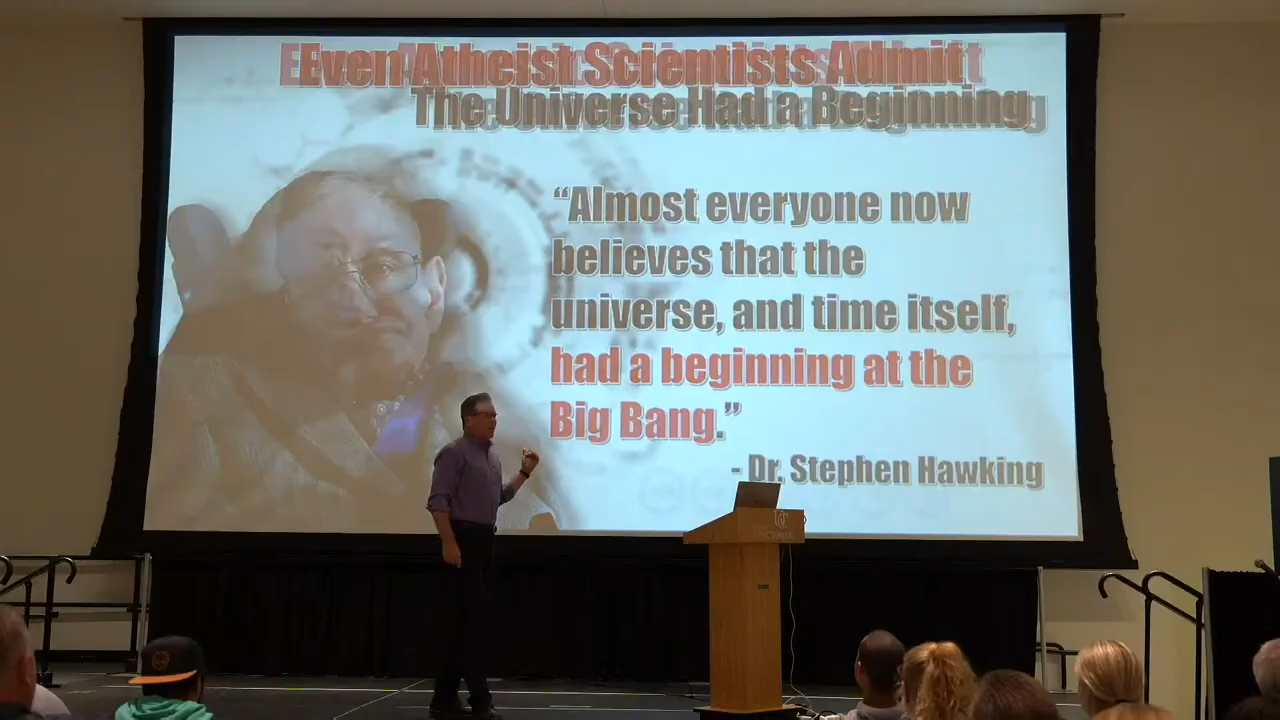 Even Atheist Scientists Admit
The Universe Had a Beginning
“Almost everyone now
believes that the
universe, and time itself,
had a beginning at the
Big Bang.”
- Dr. Stephen Hawking